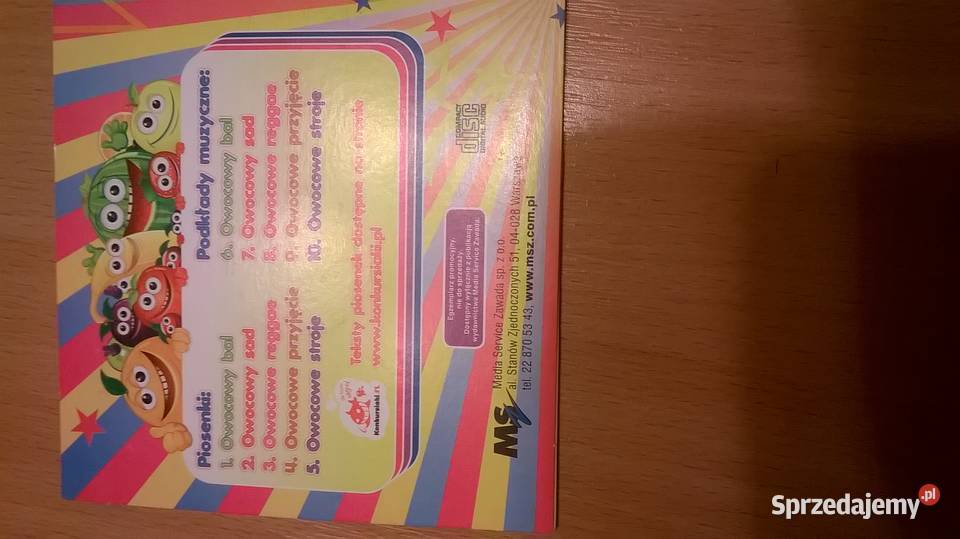 Piosenki:
1. Owocowy bal
2. Owocowy sad
3. Owocowe reggae
4. Owocowe przyjęcie
5. Owocowe stroje
Podkłady muzyczne:
6. Owocowy bal
7. Owocowy sad
8. Owocowe reggae
9. Owocowe przyjęcie
10. Owocowe stroje
Teksty piosenek dostępne na stronie
www.konkursiaki.pl
Konkursiaki.PL
Egzemplarz promocyjny,
nie do sprzedaży.
Dostępny wyłącznie z publikacją
wydawnictwa Media Service Zawada.
COMPACT
disc
DIGITAL AUDIO
MS
Media Service Zawada sp. z o.o.
al. Stanów Zjednoczonych 51, 04-028 Warszawa
tel. 22 870 53 43, www.msz.com.pl
Sprzedajemy.pl